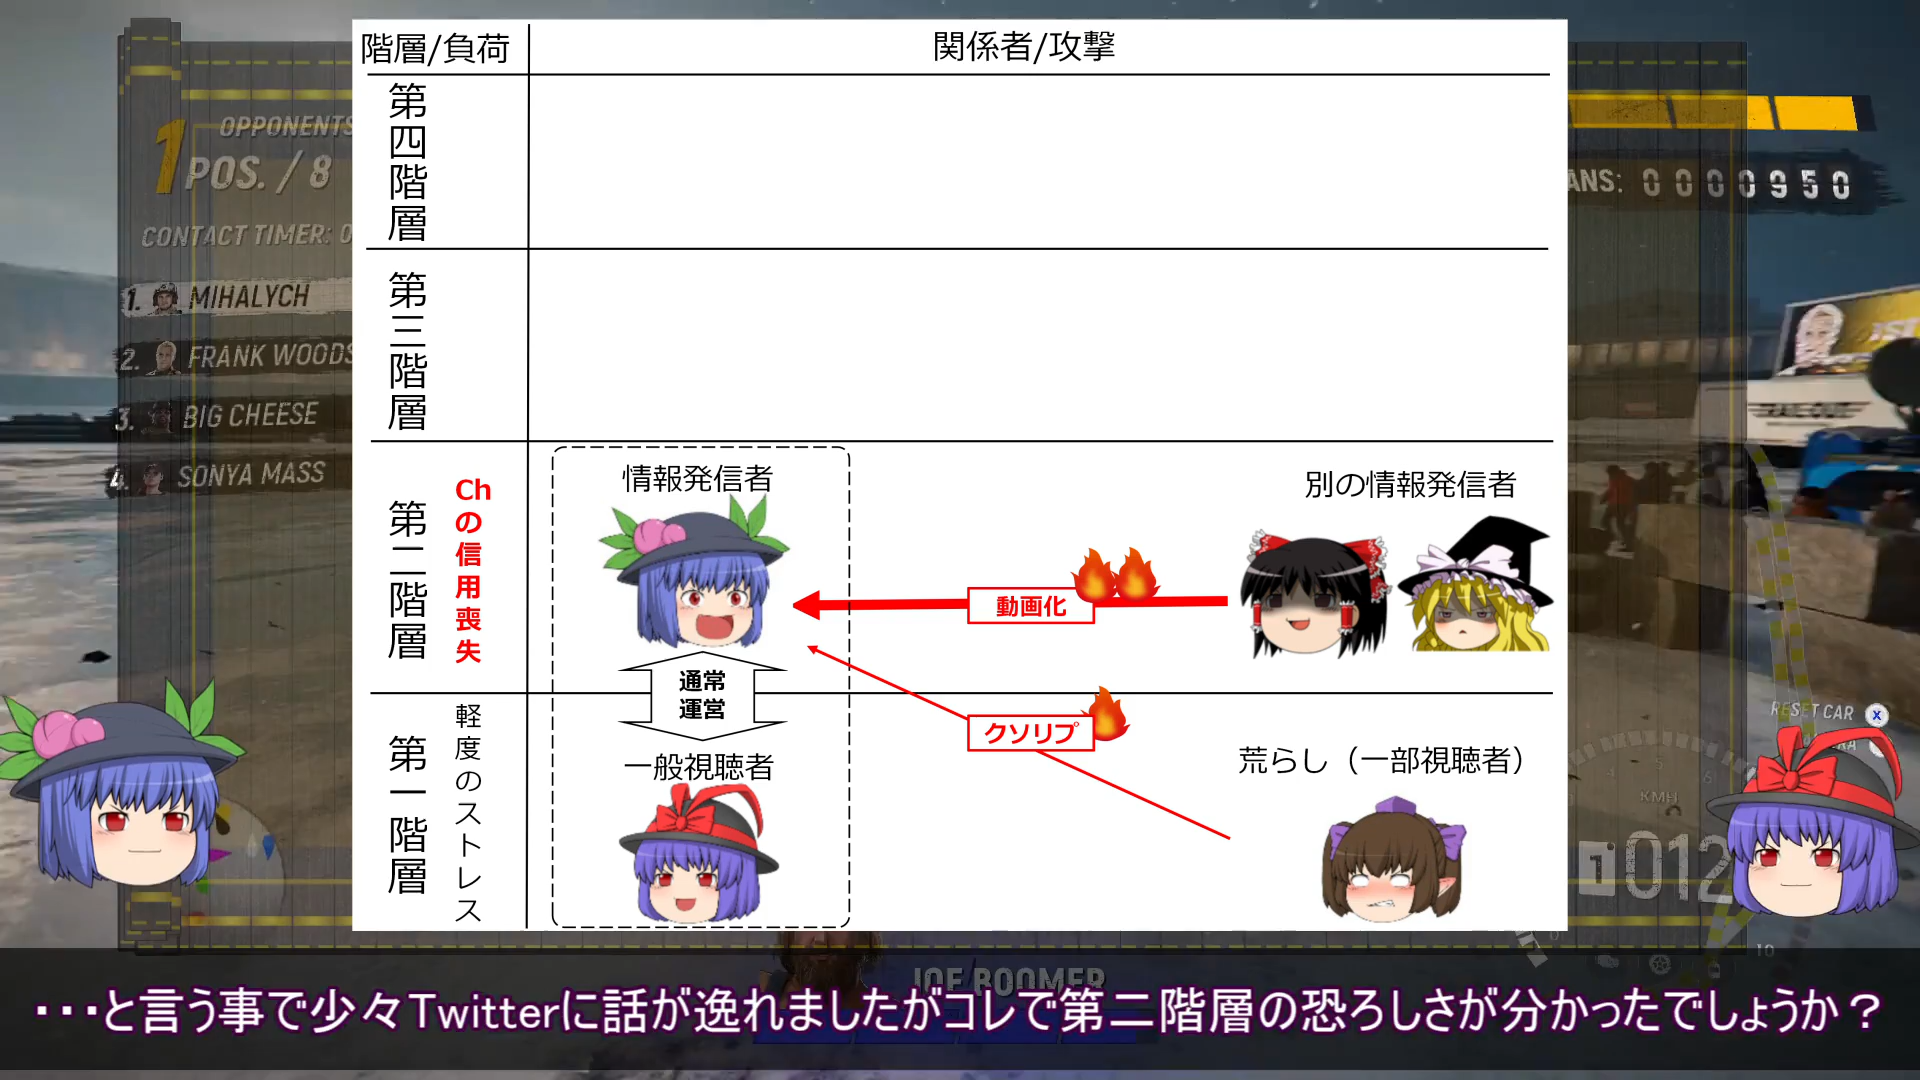 階層/負荷
関係者/攻撃
第四階層
第三階層
第二階層
Chの信用喪失
情報発信者
別の情報発信者
動画化
通常
運営
クソリプ
第一階層
軽度のストレス
一般視聴者
荒らし（一部視聴者）
1
OPPONENTS
POS. / 8
CONTACT TIMER: 0
1. MIHALYCH
2. FRANK WOODS
3. BIG CHEESE
4. SONYA MASS
ANS: 0000950
RESET CAR X
KMH
1 012
10
JOE BOOMER
・・・と言う事で少々Twitterに話が逸れましたがコレで第二階層の恐ろしさが分かったでしょうか？